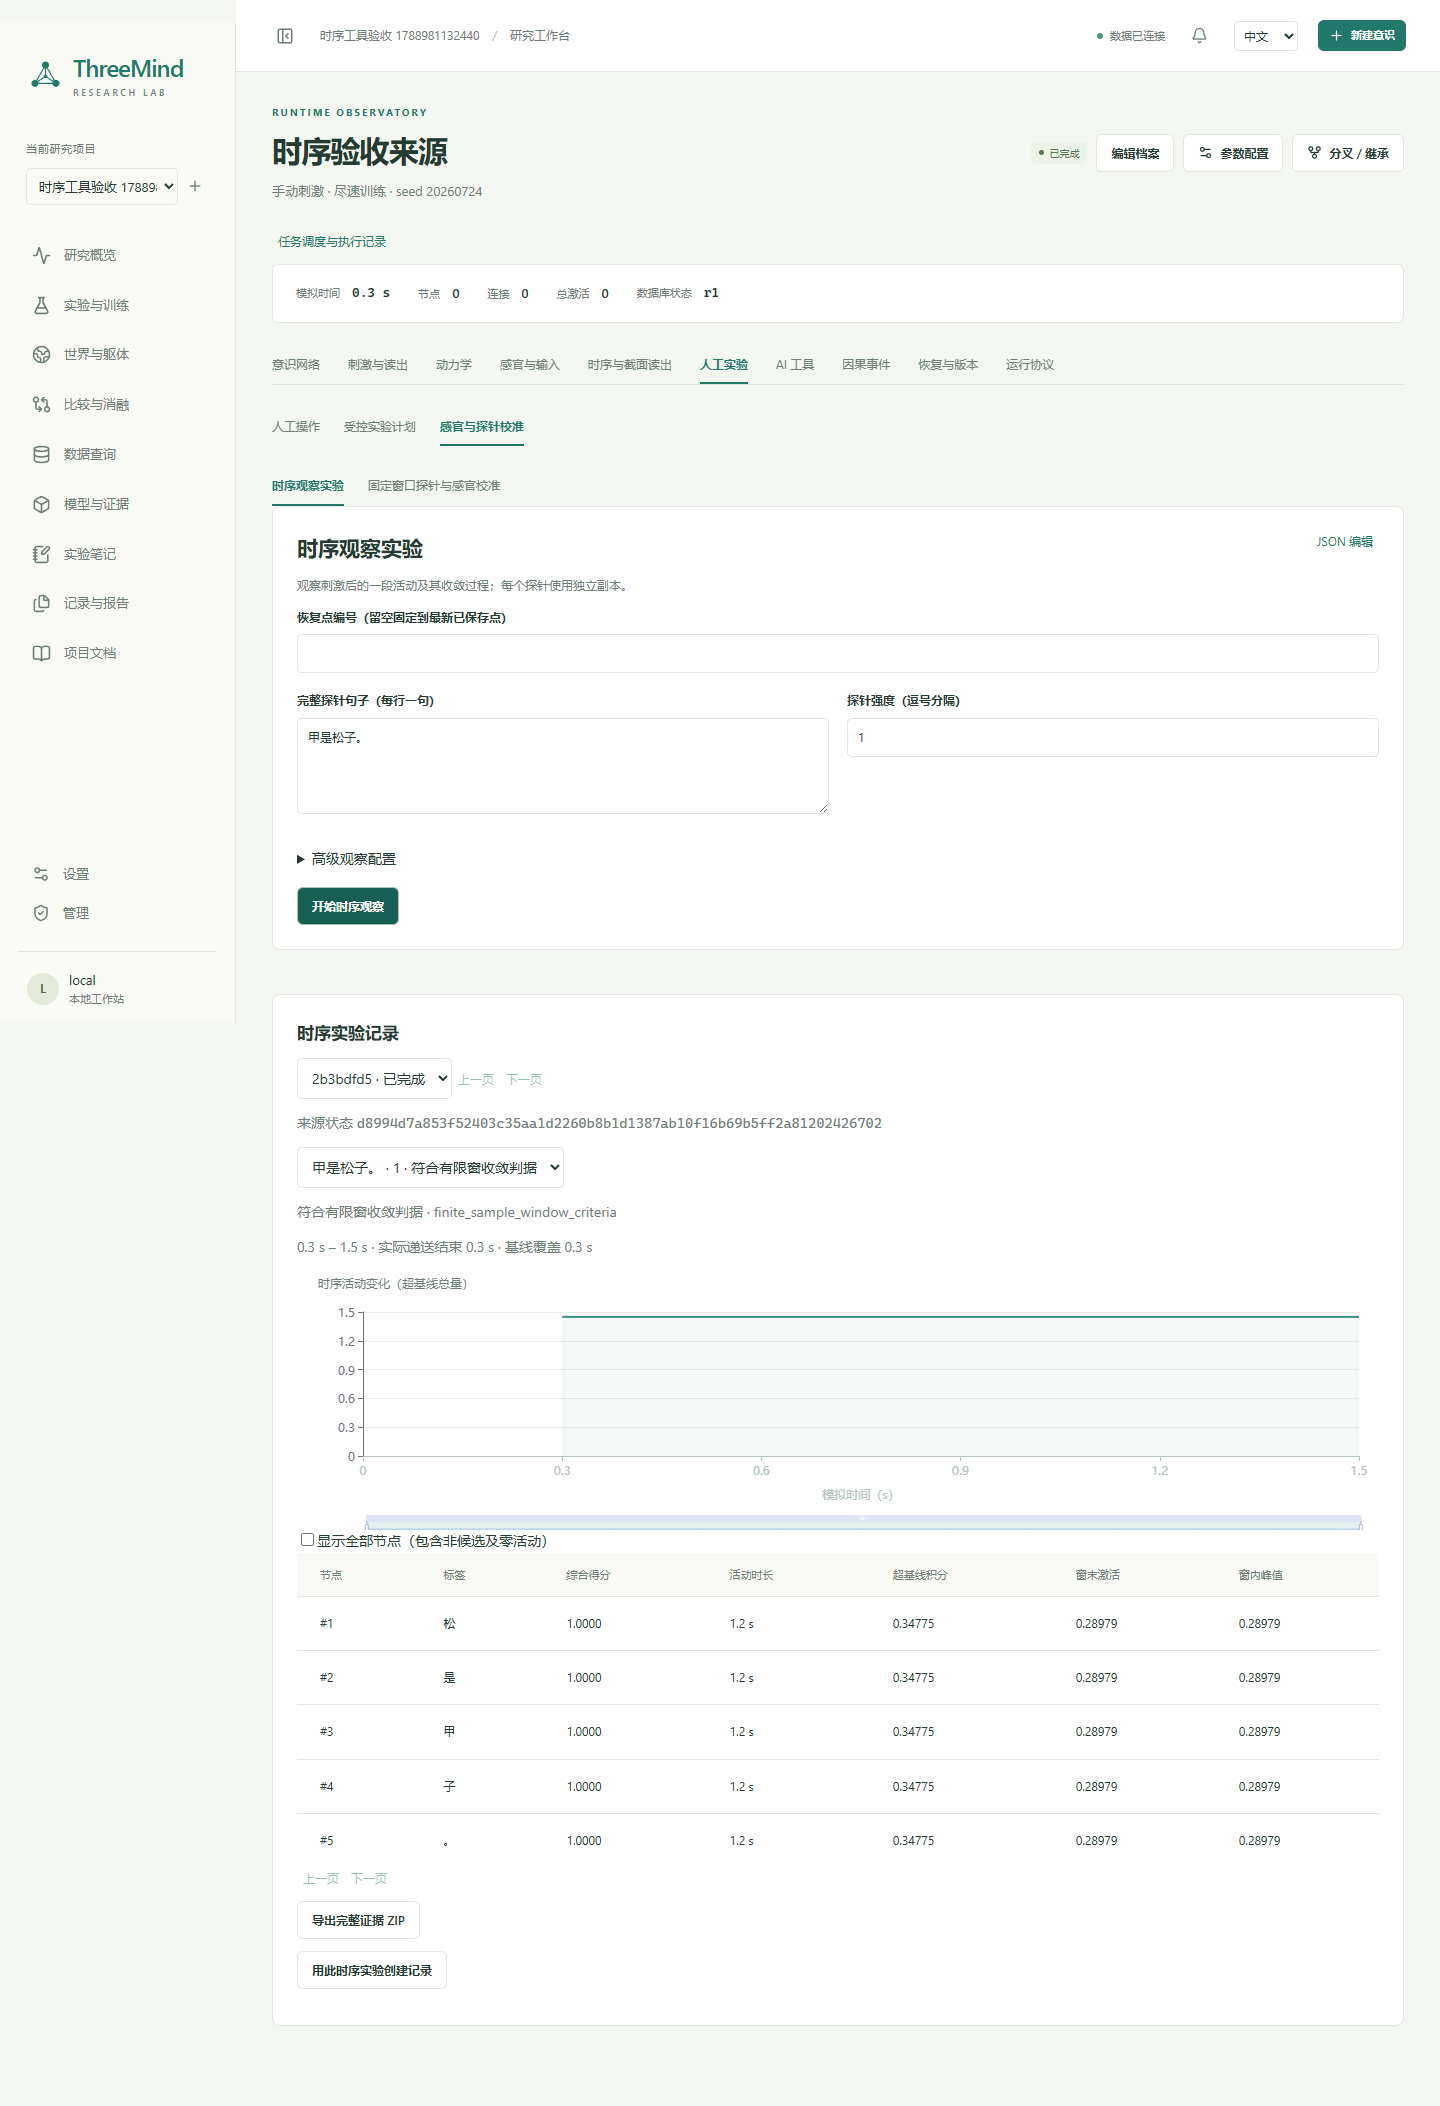 ThreeMind
RESEARCH LAB
当前研究项目
时序工具验收 17889
研究概览
实验与训练
世界与躯体
比较与消融
数据查询
模型与证据
实验笔记
记录与报告
项目文档
设置
管理
L
local
本地工作站
时序工具验收 1788981132440 / 研究工作台
数据已连接
中文
新建意识
RUNTIME OBSERVATORY
时序验收来源
手动刺激 · 尽速训练 · seed 20260724
已完成
编辑档案
参数配置
分叉 / 继承
任务调度与执行记录
模拟时间 0.3 s 节点 0 连接 0 总激活 0 数据库状态 r1
意识网络 刺激与读出 动力学 感官与输入 时序与截面读出 人工实验 AI 工具 因果事件 恢复与版本 运行协议
人工操作 受控实验计划 感官与探针校准
时序观察实验 固定窗口探针与感官校准
时序观察实验
JSON 编辑
观察刺激后的一段活动及其收敛过程；每个探针使用独立副本。
恢复点编号（留空固定到最新已保存点）
完整探针句子（每行一句）
甲是松子。
探针强度（逗号分隔）
1
高级观察配置
开始时序观察
时序实验记录
2b3bdfd5 · 已完成 上一页 下一页
来源状态 d8994d7a853f52403c35aa1d2260b8b1d1387ab10f16b69b5ff2a81202426702
甲是松子。 · 1 · 符合有限窗收敛判据
符合有限窗收敛判据 · finite_sample_window_criteria
0.3 s – 1.5 s · 实际递送结束 0.3 s · 基线覆盖 0.3 s
时序活动变化（超基线总量）
1.5
1.2
0.9
0.6
0.3
0
0 0.3 0.6 0.9 1.2 1.5
模拟时间（s）
显示全部节点（包含非候选及零活动）
节点 标签 综合得分 活动时长 超基线积分 窗末激活 窗内峰值
#1 松 1.0000 1.2 s 0.34775 0.28979 0.28979
#2 是 1.0000 1.2 s 0.34775 0.28979 0.28979
#3 甲 1.0000 1.2 s 0.34775 0.28979 0.28979
#4 子 1.0000 1.2 s 0.34775 0.28979 0.28979
#5 。 1.0000 1.2 s 0.34775 0.28979 0.28979
上一页 下一页
导出完整证据 ZIP
用此时序实验创建记录